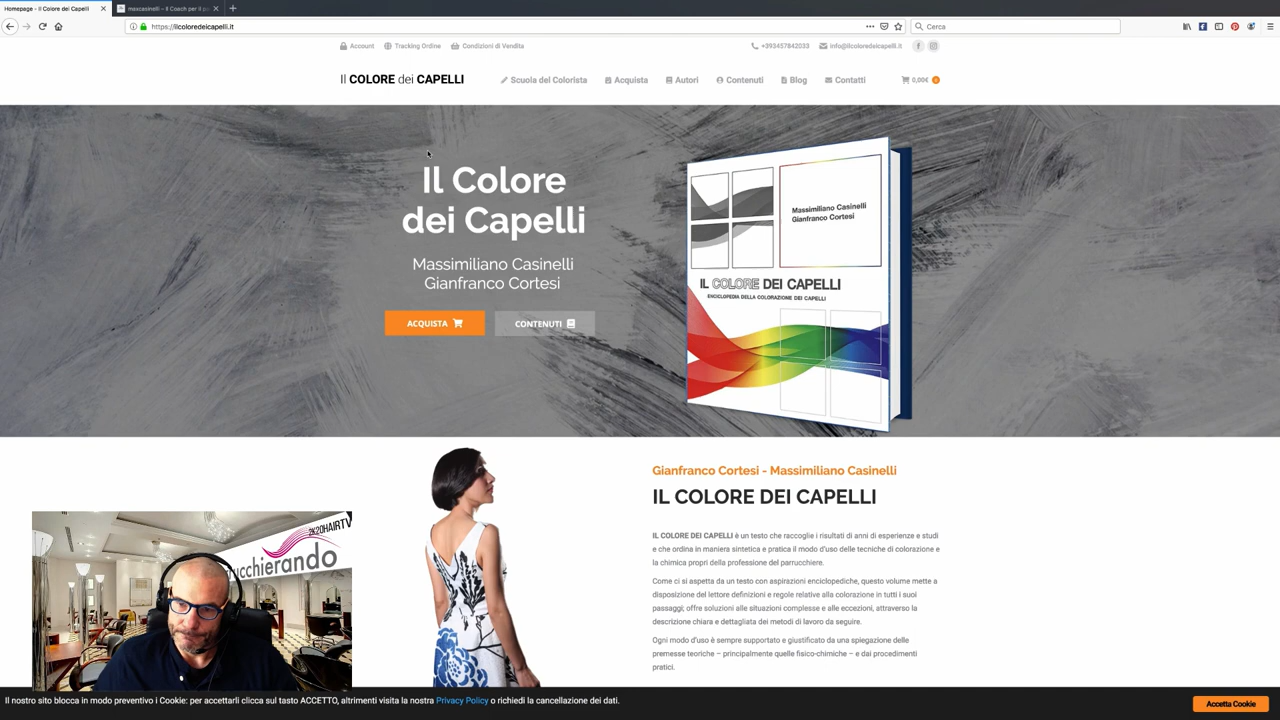 Homepage - Il Colore dei Capelli
mascasinelli – Il Coach per il pa
https://ilcoloredeicapelli.it
Cerca
Account
Tracking Ordine
Condizioni di Vendita
+393457842033
info@ilcoloredeicapelli.it
Il COLORE dei CAPELLI
Scuola del Colorista
Acquista
Autori
Contenuti
Blog
Contatti
0,00€ 0
Il Colore
dei Capelli
Massimiliano Casinelli
Gianfranco Cortesi
ACQUISTA
CONTENUTI
Massimiliano Casinelli
Gianfranco Cortesi
IL COLORE DEI CAPELLI
ENCICLOPEDIA DELLA COLORAZIONE DEI CAPELLI
Gianfranco Cortesi - Massimiliano Casinelli
IL COLORE DEI CAPELLI
IL COLORE DEI CAPELLI è un testo che raccoglie i risultati di anni di esperienze e studi
e che ordina in maniera sintetica e pratica il modo d'uso delle tecniche di colorazione e
la chimica propri della professione del parrucchiere.
Come ci si aspetta da un testo con aspirazioni enciclopediche, questo volume mette a
disposizione del lettore definizioni e regole relative alla colorazione in tutti i suoi
passaggi; offre soluzioni alle situazioni complesse e alle eccezioni, attraverso la
descrizione chiara e dettagliata dei metodi di lavoro da seguire.
Ogni modo d'uso è sempre supportato e giustificato da una spiegazione delle
premesse teoriche – principalmente quelle fisico-chimiche – e dai procedimenti
pratici.
2K20HAIRTV
rucchierando
Il nostro sito blocca in modo preventivo i Cookie: per accettarli clicca sul tasto ACCETTO, altrimenti visita la nostra Privacy Policy o richiedi la cancellazione dei dati.
Accetta Cookie